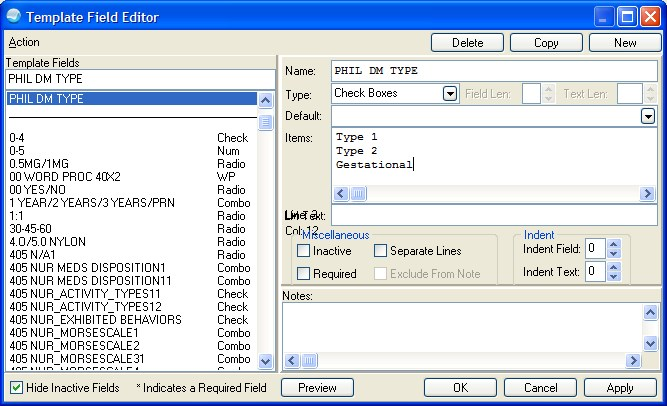 Template Field Editor
Action
Delete Copy New
Template Fields
PHIL DM TYPE
PHIL DM TYPE
0-4 Check
0-5 Num
0.5MG/1MG Radio
00 WORD PROC 40X2 WP
00 YES/NO Radio
1 YEAR/2 YEARS/3 YEARS/PRN Combo
1:1 Radio
30-45-60 Radio
4.0/5.0 NYLON Radio
405 N/A1 Radio
405 NUR MEDS DISPOSITION1 Combo
405 NUR MEDS DISPOSITION11 Combo
405 NUR_ACTIVITY_TYPES11 Check
405 NUR_ACTIVITY_TYPES12 Check
405 NUR_EXHIBITED BEHAVIORS Check
405 NUR_MORSESCALE1 Combo
405 NUR_MORSESCALE2 Combo
405 NUR_MORSESCALE31 Combo
405 NUR_MORSESCALE4 Combo
Name: PHIL DM TYPE
Type: Check Boxes Field Len: Text Len:
Default:
Items:
Type 1
Type 2
Gestational
Text:
Col: 12
Miscellaneous
Inactive Separate Lines
Required Exclude From Note
Indent
Indent Field: 0
Indent Text: 0
Notes:
Hide Inactive Fields * Indicates a Required Field Preview OK Cancel Apply